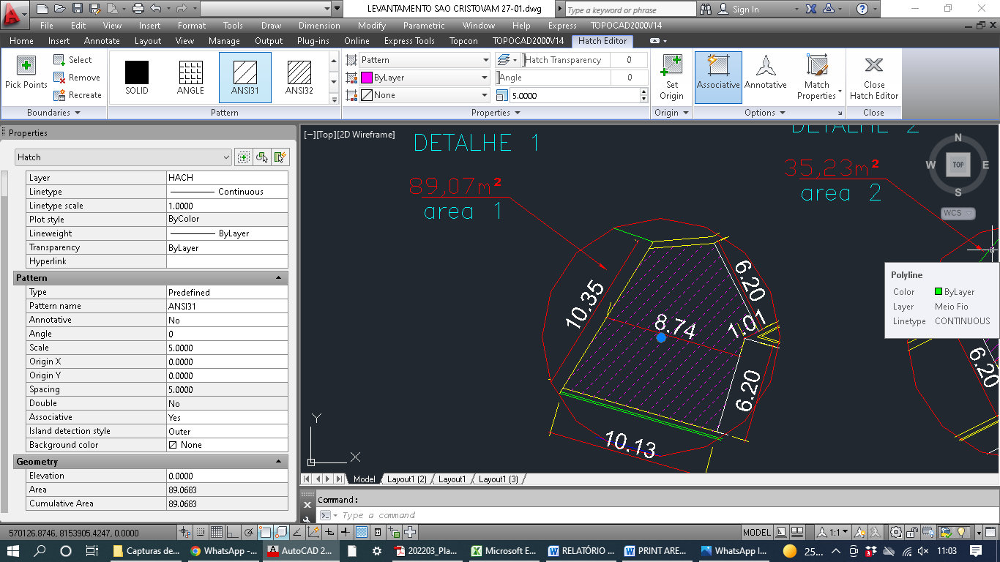 LEVANTAMENTO SAO CRISTOVAM 27-01.dwg
Type a keyword or phrase
Sign In
File Edit View Insert Format Tools Draw Dimension Modify Parametric Window Help Express TOPOCAD2000V14
Home Insert Annotate Layout View Manage Output Plug-ins Online Express Tools Topcon TOPOCAD2000V14 Hatch Editor
Pick Points
Select
Remove
Recreate
Boundaries
SOLID
ANGLE
ANSI31
ANSI32
Pattern
Pattern
ByLayer
None
Hatch Transparency 0
Angle 0
5.0000
Properties
Set Origin
Origin
Associative
Annotative
Match Properties
Options
Close Hatch Editor
Close
Properties
Hatch
Layer HACH
Linetype Continuous
Linetype scale 1.0000
Plot style ByColor
Lineweight ByLayer
Transparency ByLayer
Hyperlink
Pattern
Type Predefined
Pattern name ANSI31
Annotative No
Angle 0
Scale 5.0000
Origin X 0.0000
Origin Y 0.0000
Spacing 5.0000
Double No
Associative Yes
Island detection style Outer
Background color None
Geometry
Elevation 0.0000
Area 89.0683
Cumulative Area 89.0683
[−][Top][2D Wireframe]
DETALHE 1
89,07m²
area 1
DETALHE 2
35,23m²
area 2
N
W TOP E
S
WCS
10.35
8.74
6.20
1.01
6.20
10.13
6.20
Polyline
Color ByLayer
Layer Meio Fio
Linetype CONTINUOUS
Y
X
Model Layout1 (2) Layout1 Layout1 (3)
Command:
Type a command
570126.8746, 8153905.4247, 0.0000
MODEL
1:1
Capturas de...
WhatsApp -...
AutoCAD 2...
202203_Pla...
Microsoft E...
RELATÓRIO ...
PRINT ARE...
WhatsApp I...
25...
11:03